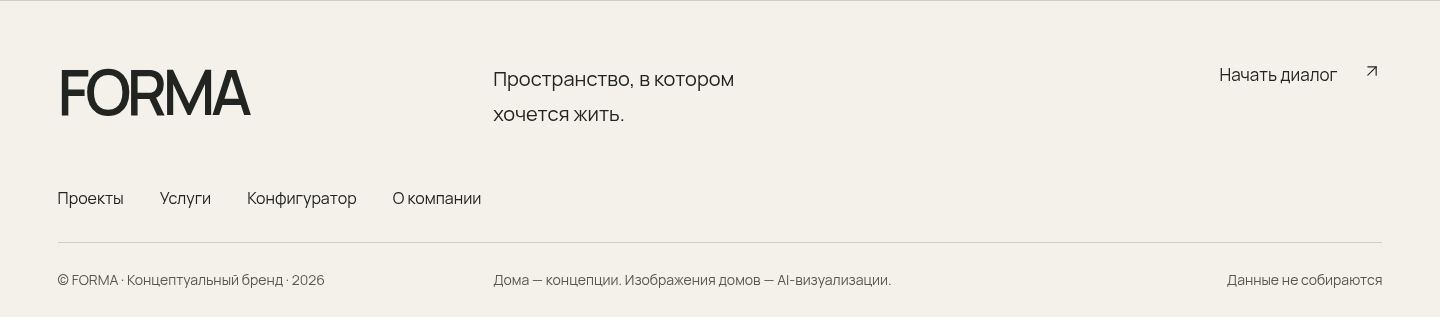 FORMA
Пространство, в котором
хочется жить.
Начать диалог
Проекты Услуги Конфигуратор О компании
© FORMA · Концептуальный бренд · 2026
Дома — концепции. Изображения домов — AI-визуализации.
Данные не собираются